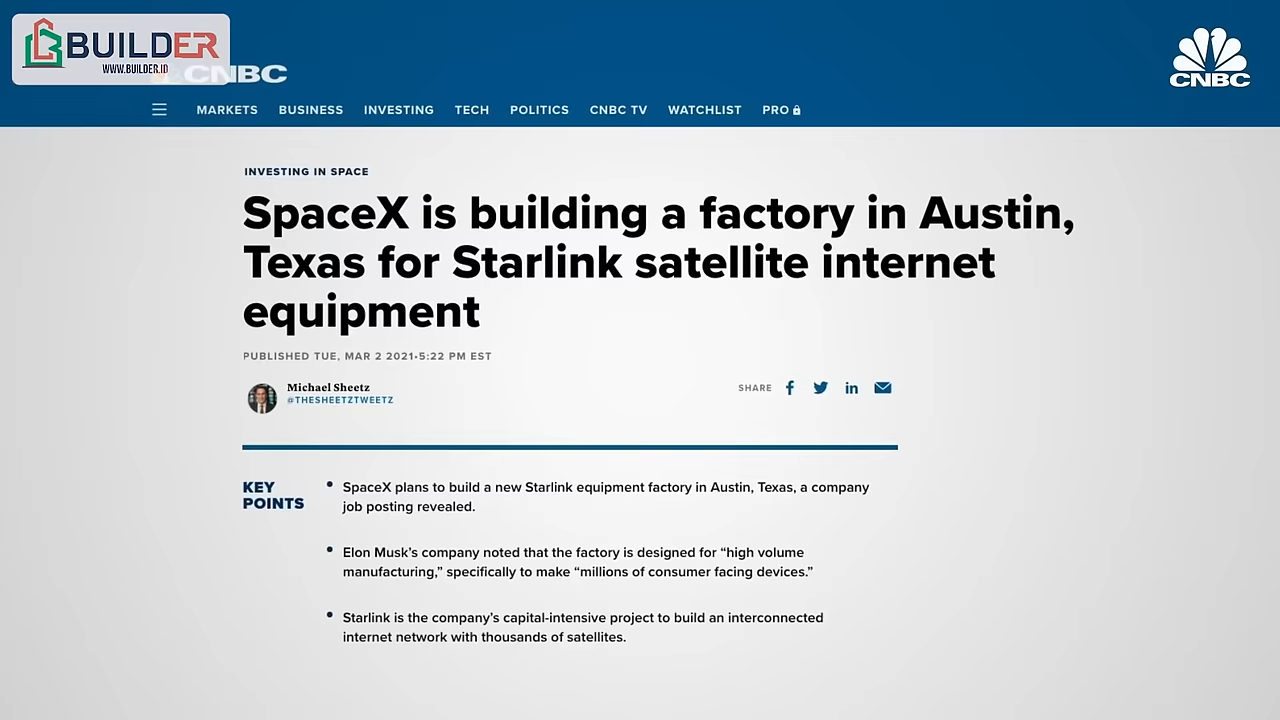 BUILDER
WWW.BUILDER.ID
CNBC
CNBC
MARKETS BUSINESS INVESTING TECH POLITICS CNBC TV WATCHLIST PRO
INVESTING IN SPACE
SpaceX is building a factory in Austin,
Texas for Starlink satellite internet
equipment
PUBLISHED TUE, MAR 2 2021•5:22 PM EST
Michael Sheetz
@THESHEETZTWEETZ
SHARE
KEY
POINTS
• SpaceX plans to build a new Starlink equipment factory in Austin, Texas, a company
job posting revealed.
• Elon Musk’s company noted that the factory is designed for “high volume
manufacturing,” specifically to make “millions of consumer facing devices.”
• Starlink is the company’s capital-intensive project to build an interconnected
internet network with thousands of satellites.